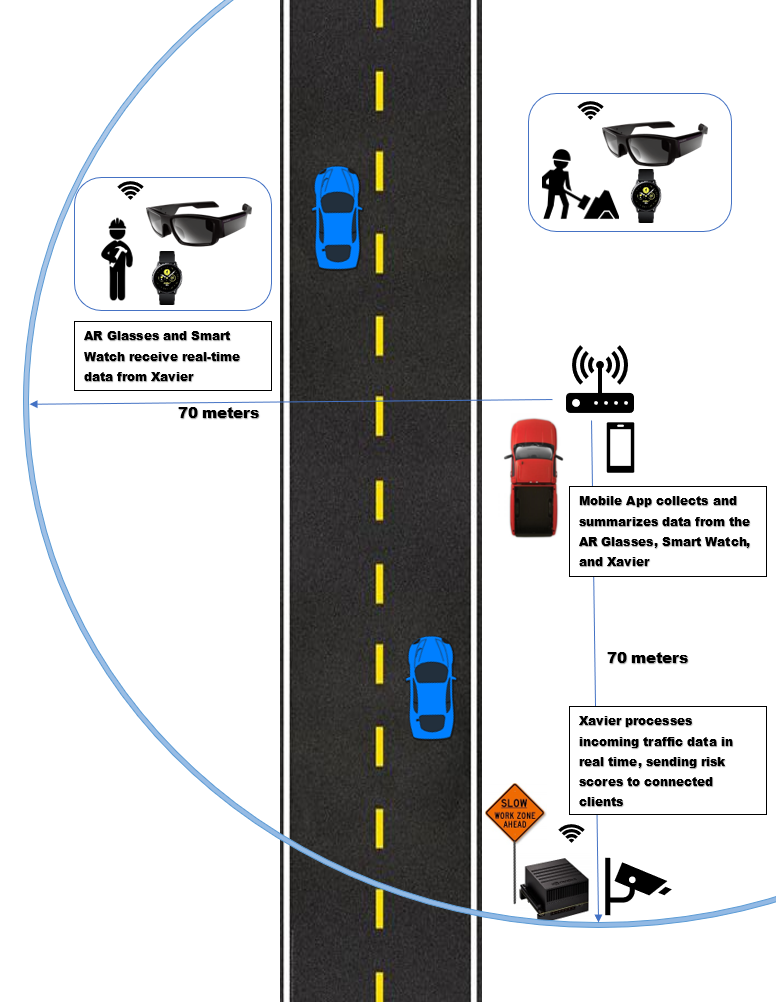 AR Glasses and Smart
Watch receive real-time
data from Xavier
70 meters
Mobile App collects and
summarizes data from the
AR Glasses, Smart Watch,
and Xavier
70 meters
Xavier processes
incoming traffic data in
real time, sending risk
scores to connected
clients
SLOW
WORK ZONE
AHEAD